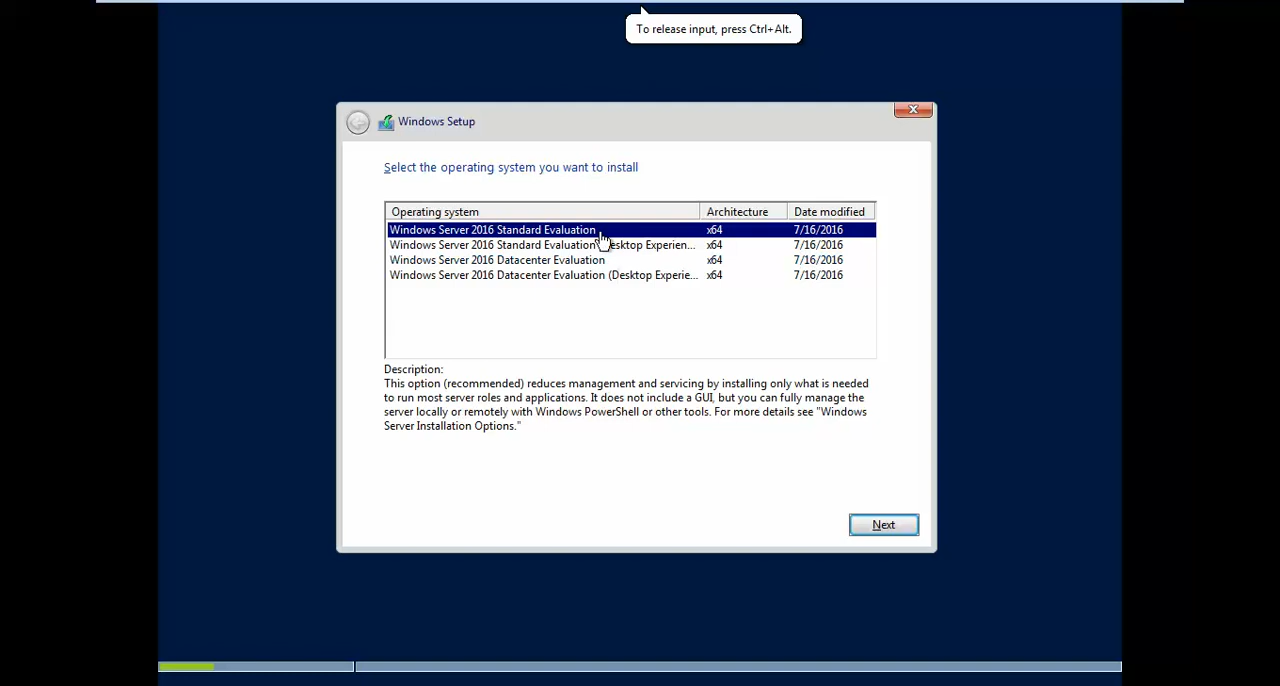 To release input, press Ctrl+Alt.
Windows Setup
Select the operating system you want to install
Operating system Architecture Date modified
Windows Server 2016 Standard Evaluation x64 7/16/2016
Windows Server 2016 Standard Evaluation esktop Experien... x64 7/16/2016
Windows Server 2016 Datacenter Evaluation x64 7/16/2016
Windows Server 2016 Datacenter Evaluation (Desktop Experie... x64 7/16/2016
Description:
This option (recommended) reduces management and servicing by installing only what is needed
to run most server roles and applications. It does not include a GUI, but you can fully manage the
server locally or remotely with Windows PowerShell or other tools. For more details see "Windows
Server Installation Options."
Next